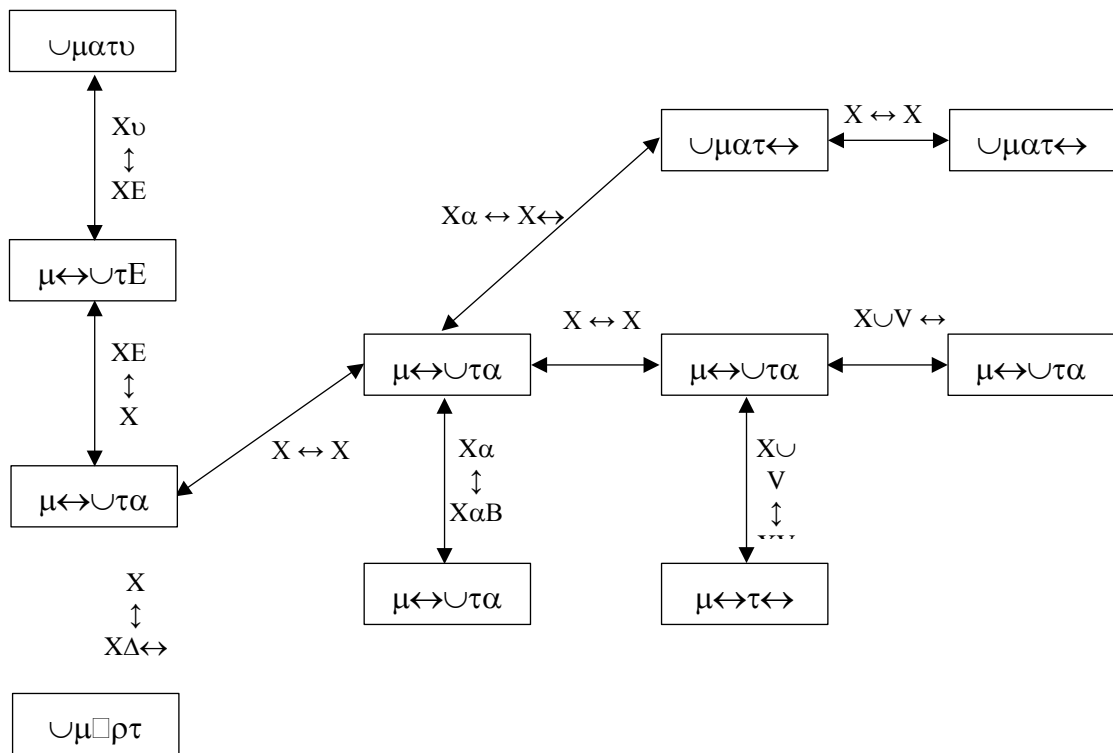 ∪ματυ
Xυ
↕
XE
μ↔∪τE
XE
↕
X
μ↔∪τα
X
↕
XΔ↔
∪μ□ρτ
X ↔ X
Xα ↔ X↔
∪ματ↔
X ↔ X
∪ματ↔
μ↔∪τα
X ↔ X
μ↔∪τα
X∪V ↔
μ↔∪τα
Xα
↕
XαB
μ↔∪τα
X∪
V
↕
μ↔τ↔